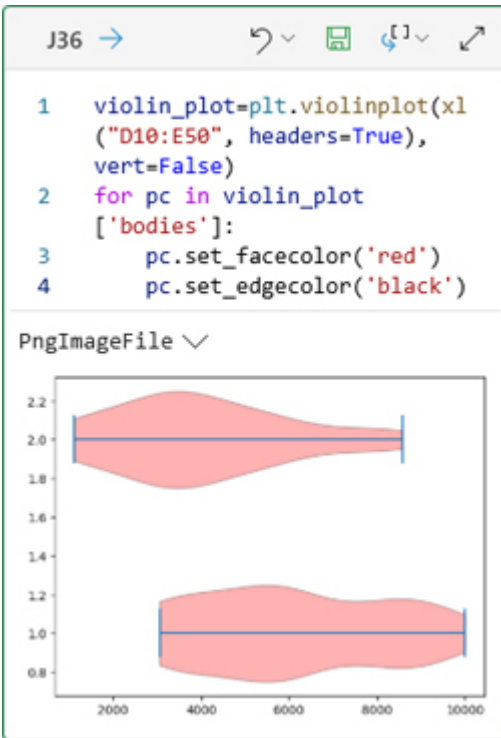 J36
1 violin_plot=plt.violinplot(xl
("D10:E50", headers=True),
vert=False)
2 for pc in violin_plot
['bodies']:
3 pc.set_facecolor('red')
4 pc.set_edgecolor('black')
PngImageFile
2.2
2.0
1.8
1.6
1.4
1.2
1.0
0.8
2000 4000 6000 8000 10000